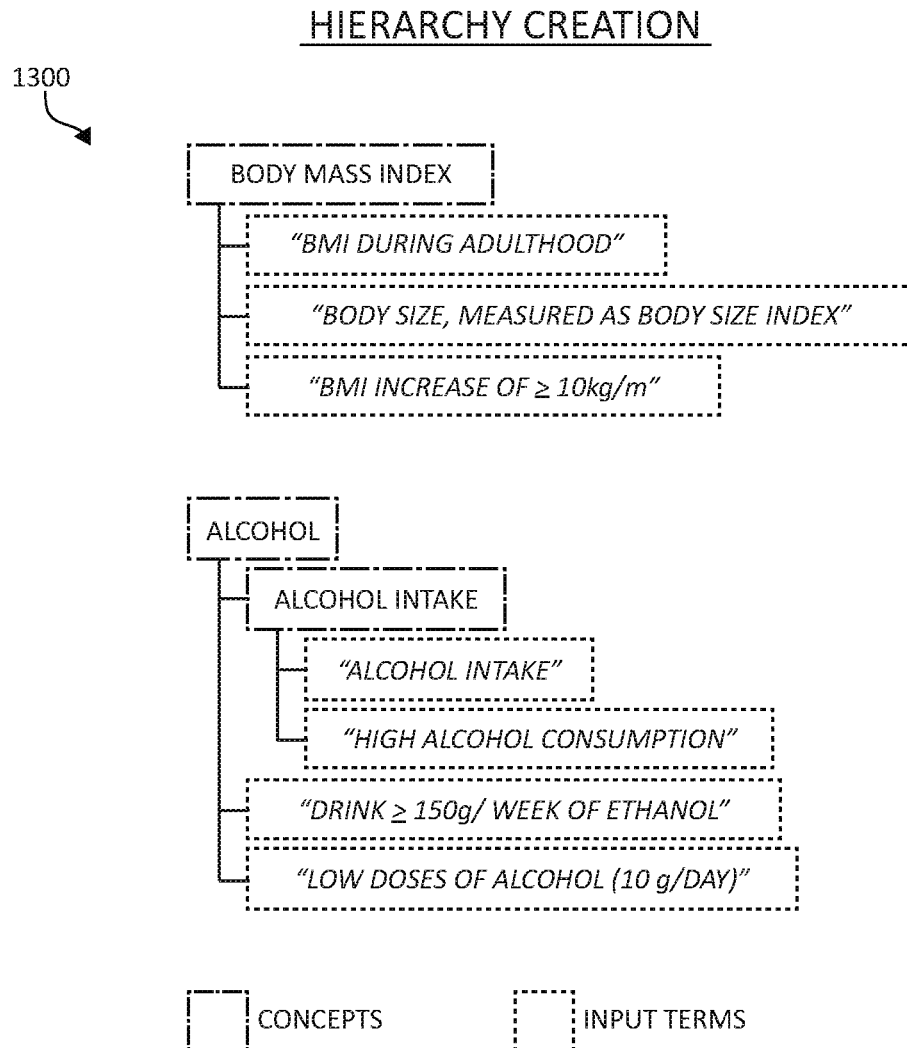 HIERARCHY CREATION
1300
BODY MASS INDEX
“BMI DURING ADULTHOOD”
“BODY SIZE, MEASURED AS BODY SIZE INDEX”
“BMI INCREASE OF ≥ 10kg/m”
ALCOHOL
ALCOHOL INTAKE
“ALCOHOL INTAKE”
“HIGH ALCOHOL CONSUMPTION”
“DRINK ≥ 150g/ WEEK OF ETHANOL”
“LOW DOSES OF ALCOHOL (10 g/DAY)”
CONCEPTS INPUT TERMS